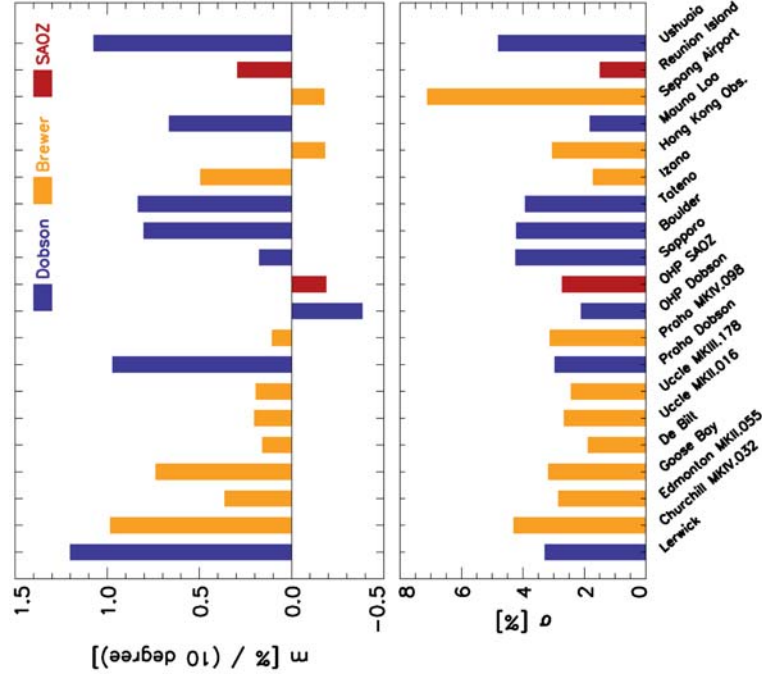 Dobson
Brewer
SAOZ
1.5
1.0
0.5
0.0
−0.5
m [% / (10 degree)]
8
6
4
2
0
σ [%]
Ushuaia
Reunion Island
Sepang Airport
Mauna Loa
Hong Kong Obs.
Izana
Tateno
Boulder
Sapporo
OHP SAOZ
OHP Dobson
Praha MKIV.098
Praha Dobson
Uccle MKIII.178
Uccle MKII.016
De Bilt
Goose Bay
Edmonton MKII.055
Churchill MKIV.032
Lerwick